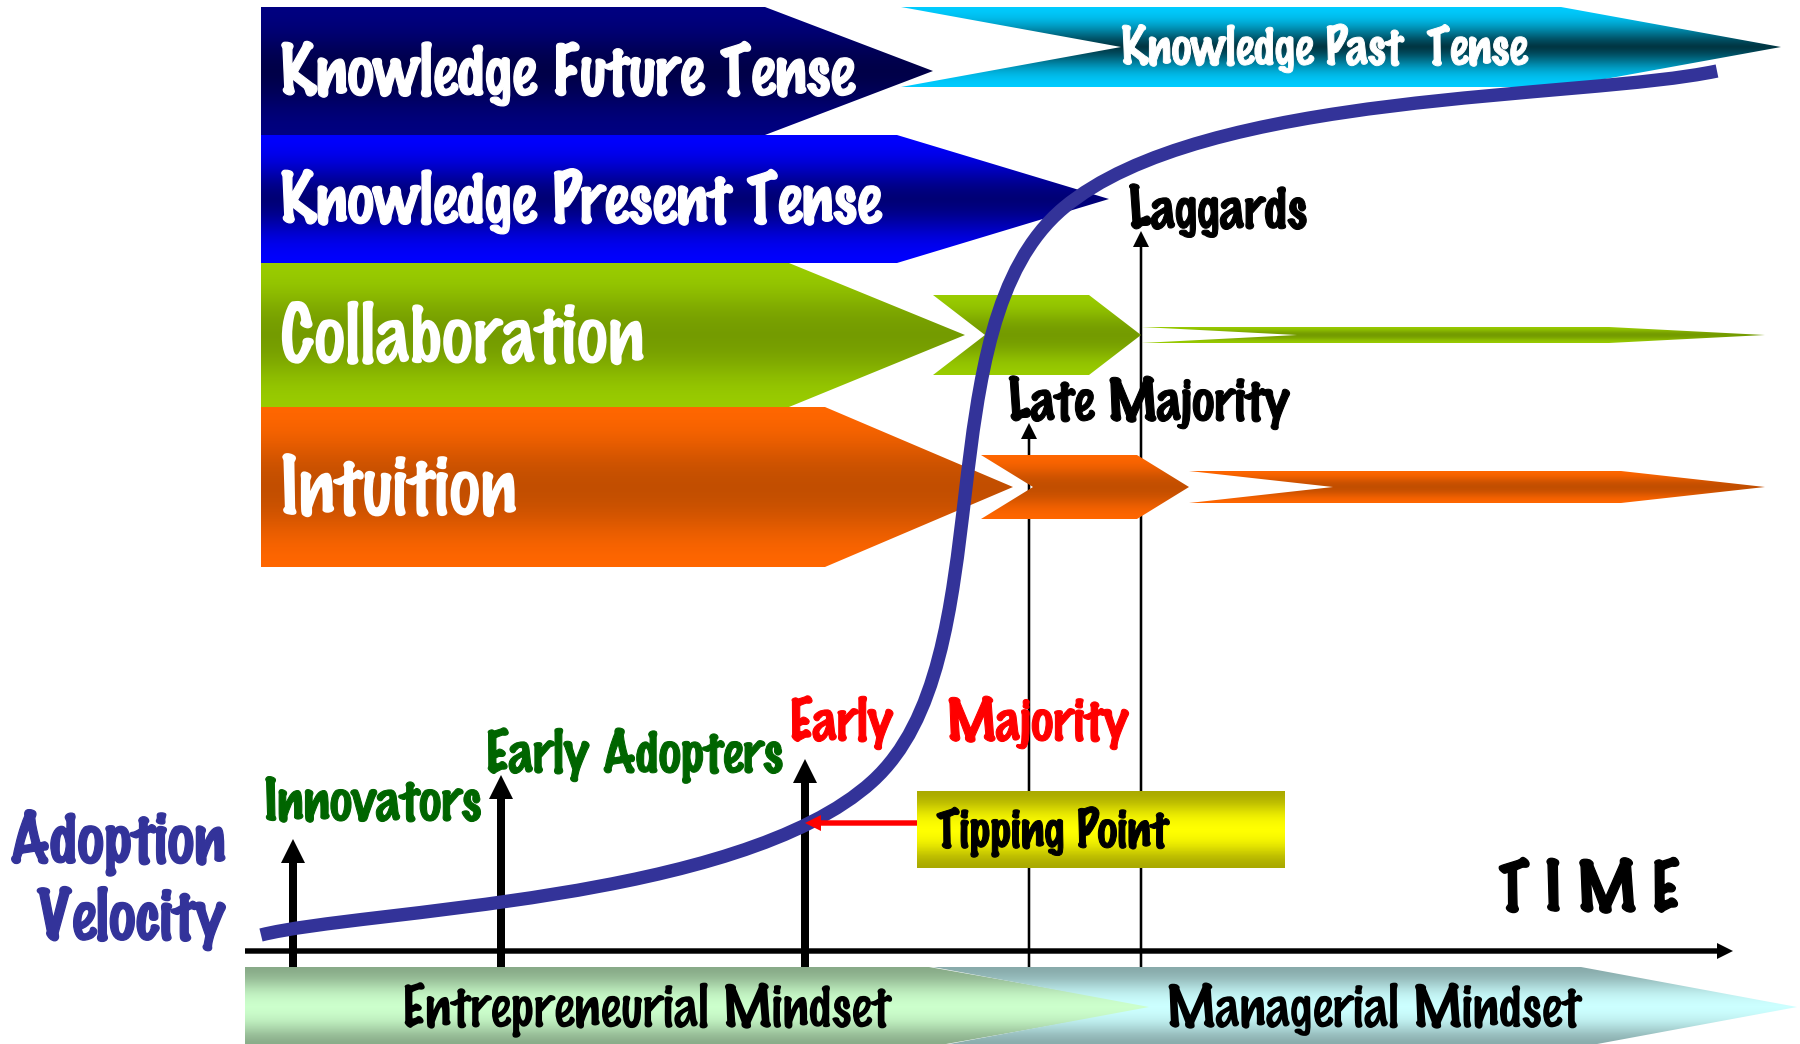 Knowledge Future Tense
Knowledge Past Tense
Knowledge Present Tense
Laggards
Collaboration
Late Majority
Intuition
Early Majority
Early Adopters
Innovators
Tipping Point
Adoption
Velocity
TIME
Entrepreneurial Mindset
Managerial Mindset